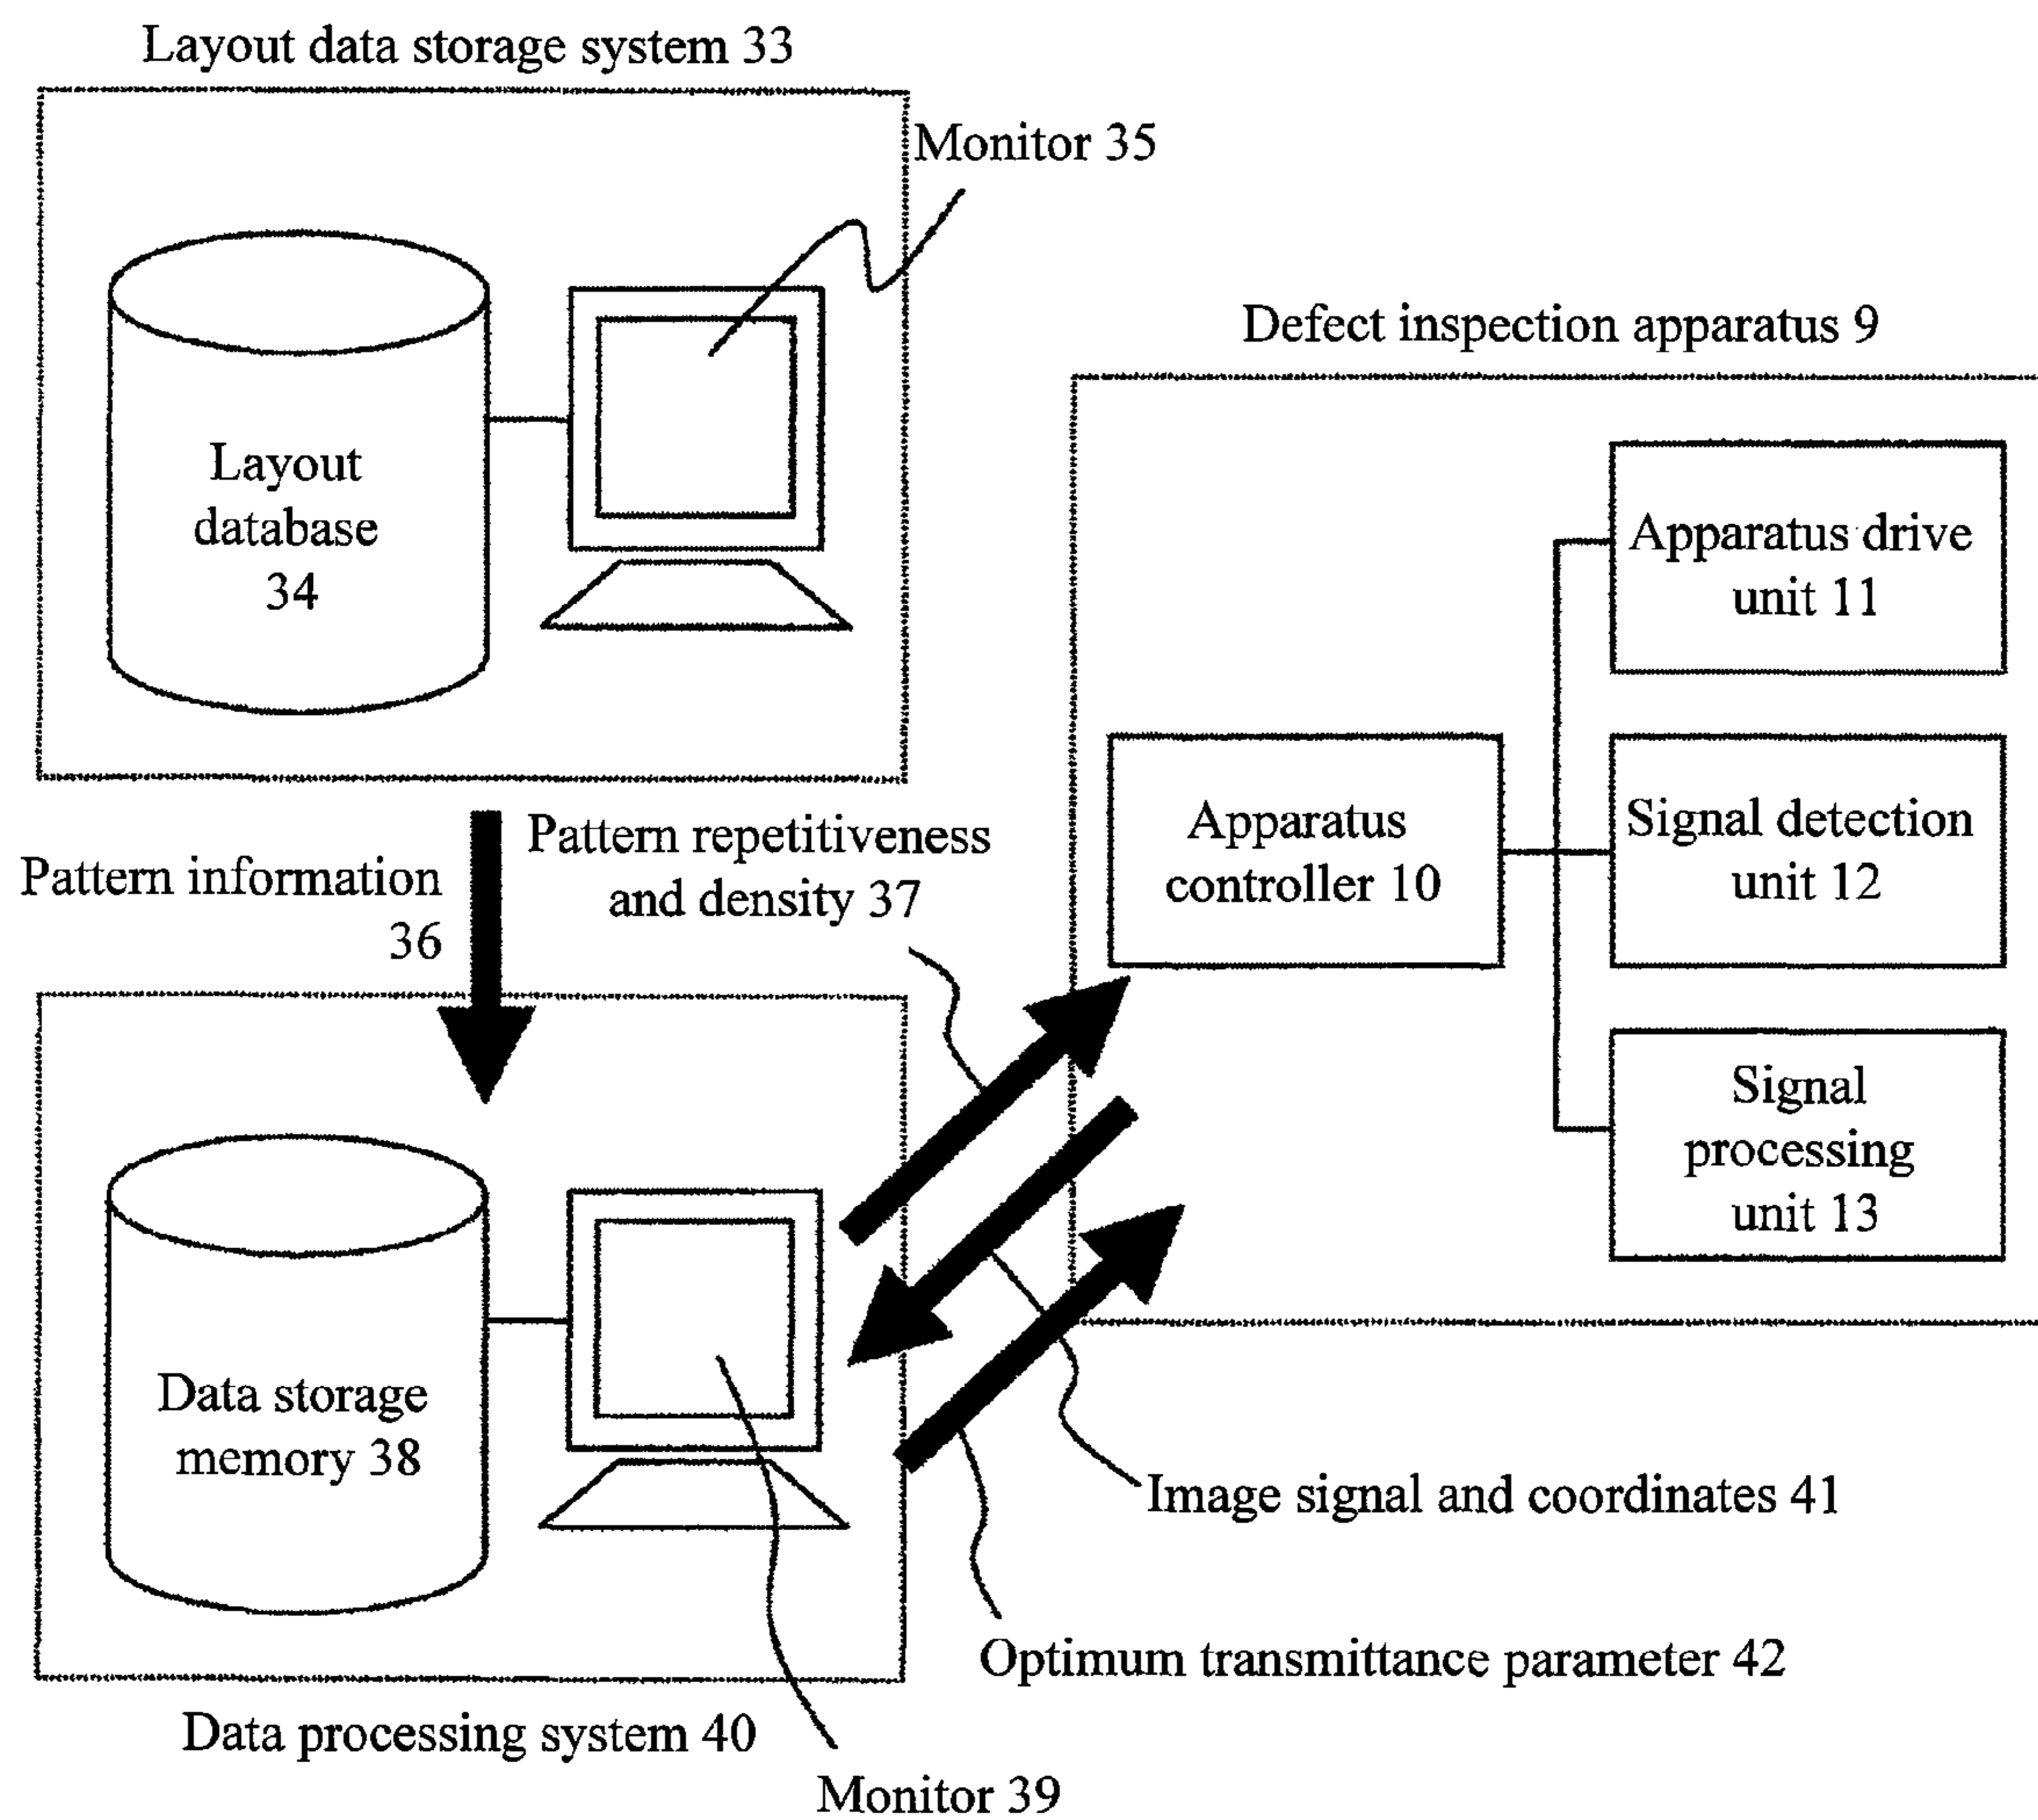 Layout data storage system 33
Monitor 35
Layout
database
34
Defect inspection apparatus 9
Apparatus drive
unit 11
Apparatus
controller 10
Signal detection
unit 12
Signal
processing
unit 13
Pattern information
36
Pattern repetitiveness
and density 37
Data storage
memory 38
Image signal and coordinates 41
Optimum transmittance parameter 42
Data processing system 40
Monitor 39